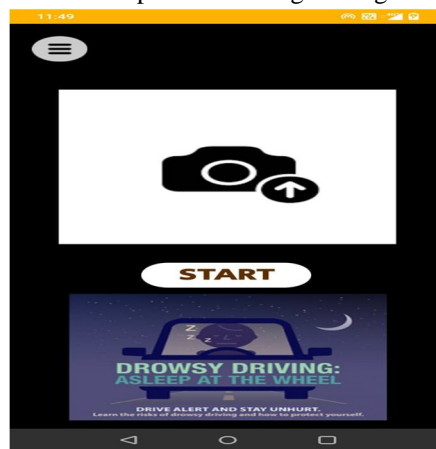 11:49
START
z z
DROWSY DRIVING:
ASLEEP AT THE WHEEL
DRIVE ALERT AND STAY UNHURT.
Learn the risks of drowsy driving and how to protect yourself.